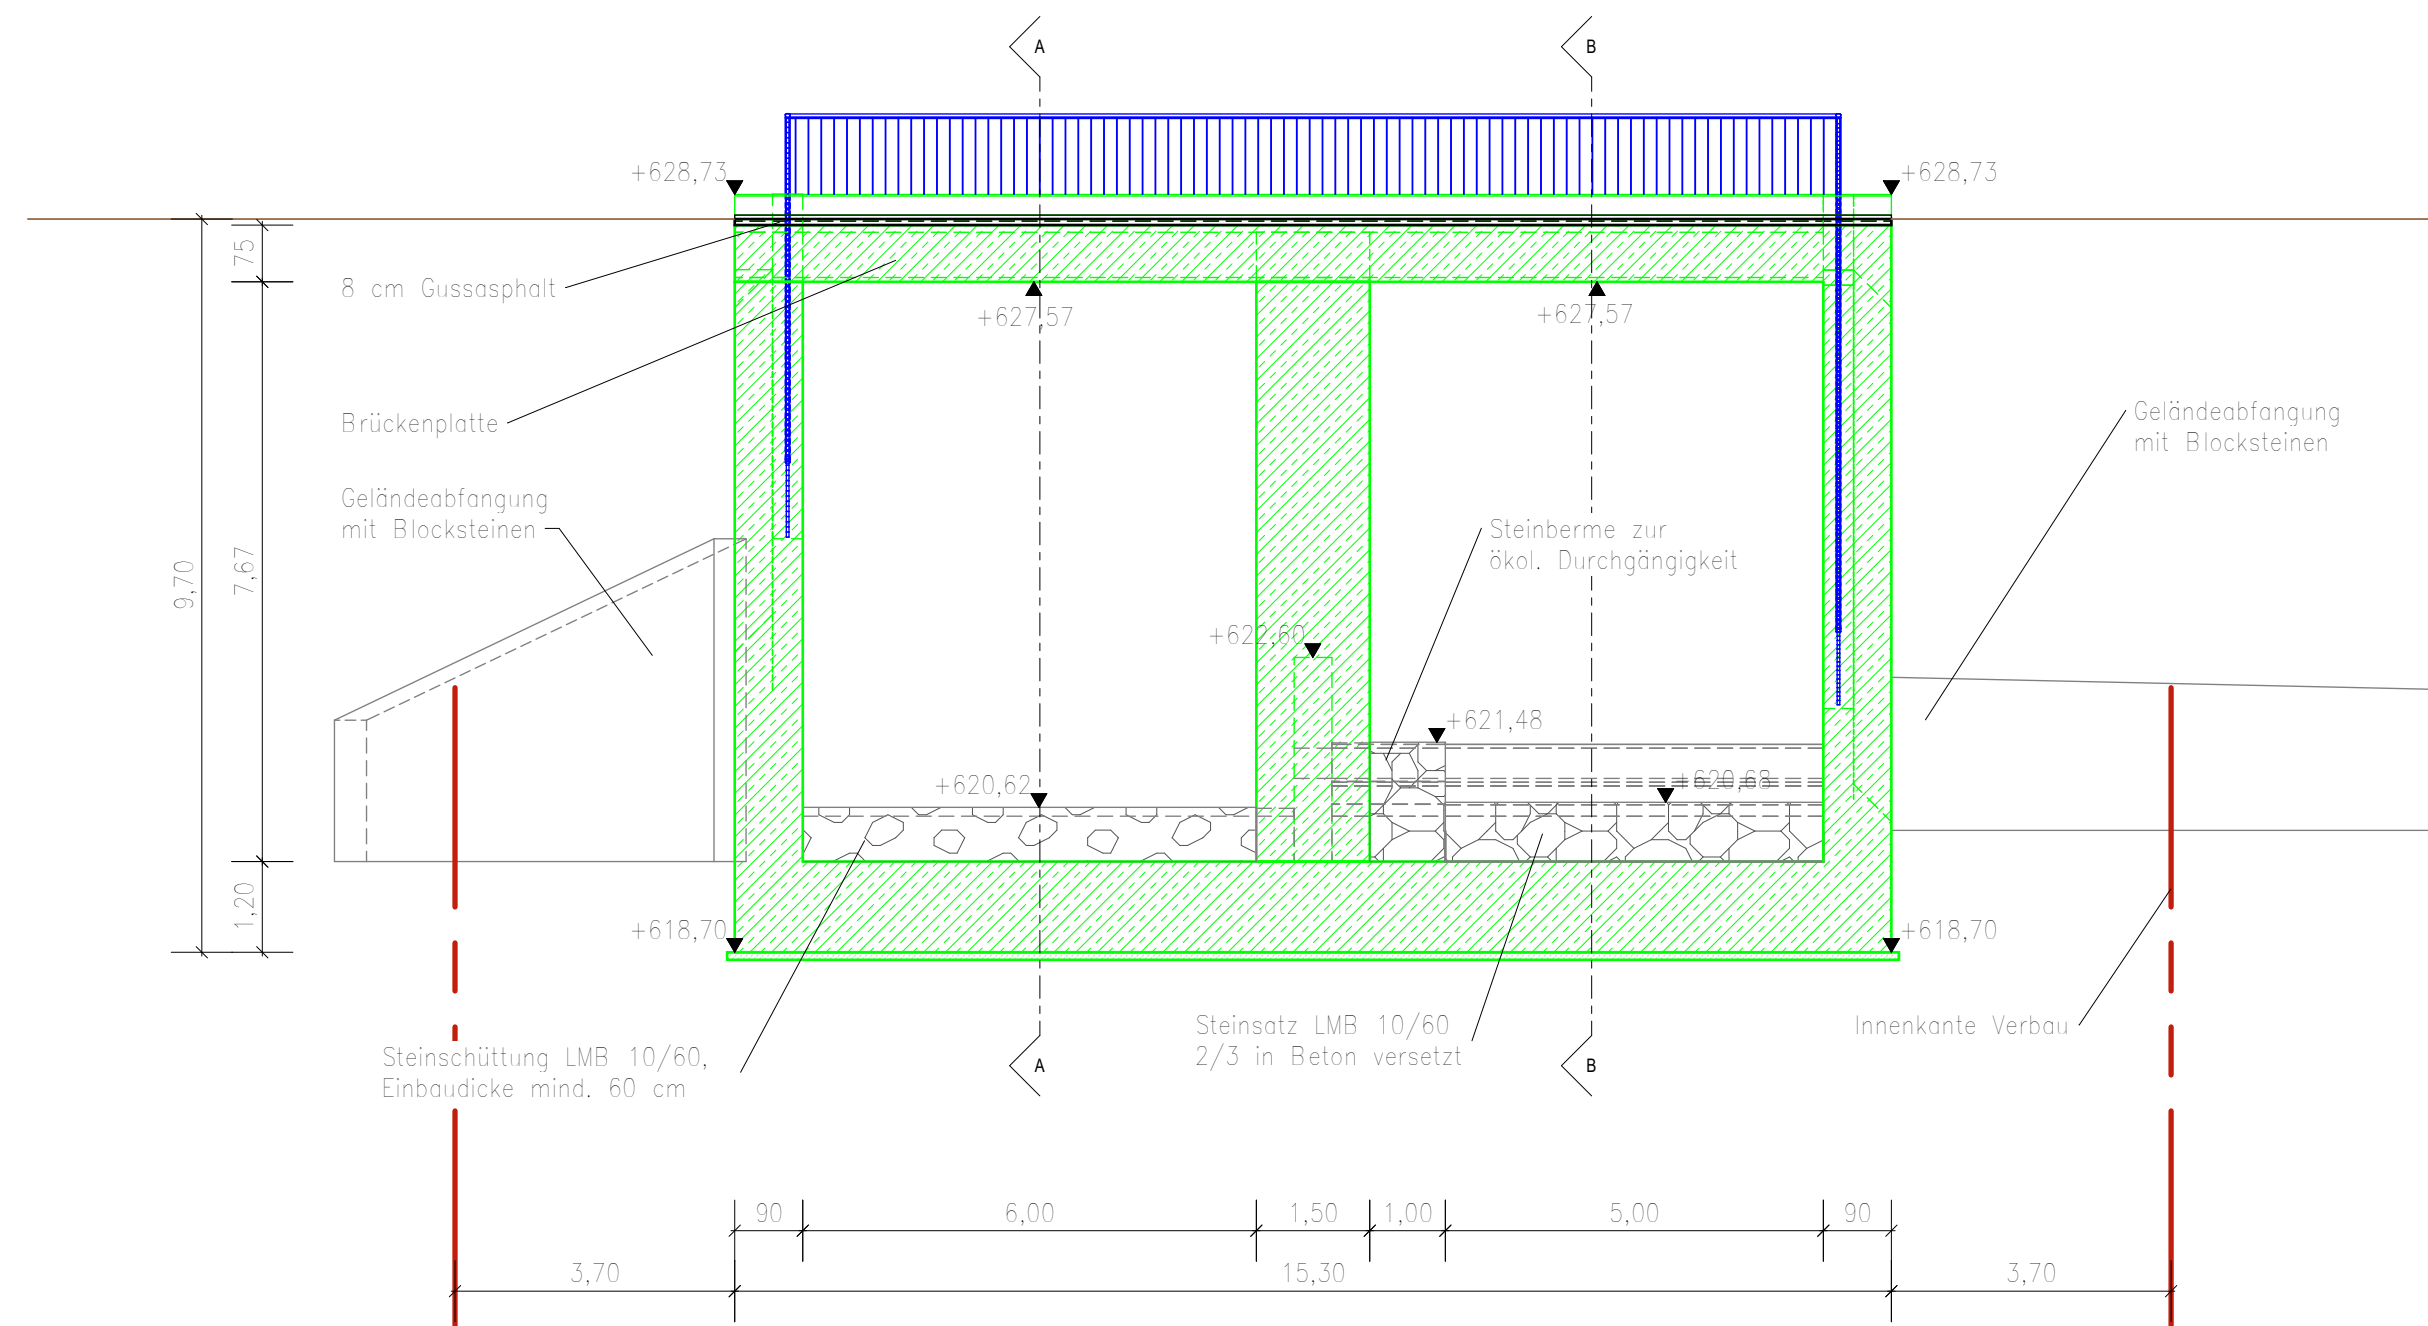 A
B
+628,73
+628,73
75
8 cm Gussasphalt
+627,57
+627,57
Brückenplatte
Geländeabfangung
mit Blocksteinen
Geländeabfangung
mit Blocksteinen
Steinberme zur
ökol. Durchgängigkeit
9,70
7,67
+622,60
+621,48
+620,62
+620,68
1,20
+618,70
+618,70
Steinschüttung LMB 10/60,
Einbaudicke mind. 60 cm
Steinsatz LMB 10/60
2/3 in Beton versetzt
Innenkante Verbau
A
B
90
6,00
1,50
1,00
5,00
90
3,70
15,30
3,70